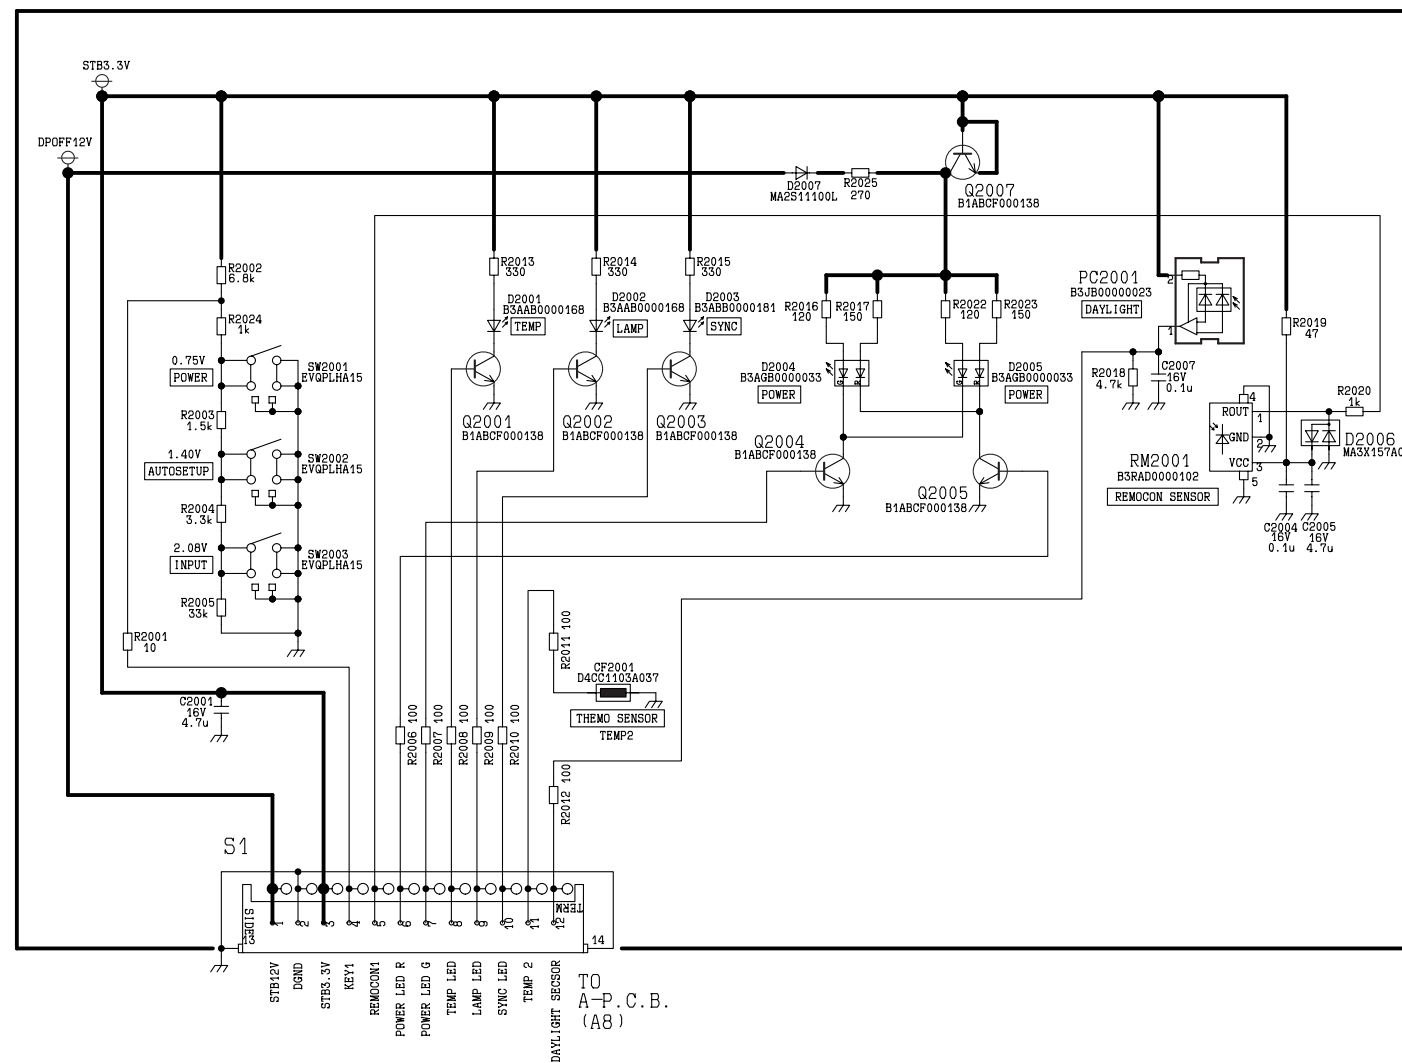 STB3.3V
DPOFF12V
D2007
MA2S11100L
R2025
270
Q2007
B1ABCF000138
R2002
6.8k
R2024
1k
0.75V
POWER
SW2001
EVQPLHA15
R2003
1.5k
1.40V
AUTOSETUP
SW2002
EVQPLHA15
R2004
3.3k
2.08V
INPUT
SW2003
EVQPLHA15
R2005
33k
R2001
10
C2001
16V
4.7u
R2013
330
R2014
330
R2015
330
D2001
B3AAB0000168
TEMP
D2002
B3AAB0000168
LAMP
D2003
B3ABB0000181
SYNC
Q2001
B1ABCF000138
Q2002
B1ABCF000138
Q2003
B1ABCF000138
R2016
120
R2017
150
R2022
120
R2023
150
D2004
B3AGB0000033
POWER
G R
D2005
B3AGB0000033
POWER
G R
Q2004
B1ABCF000138
Q2005
B1ABCF000138
PC2001
B3JB00000023
DAYLIGHT
2
1
R2018
4.7k
C2007
16V
0.1u
R2019
47
R2020
1k
4
ROUT 1
GND 2
VCC 3
5
D2006
MA3X157A0
RM2001
B3RAD0000102
REMOCON SENSOR
C2004
16V
0.1u
C2005
16V
4.7u
R2011 100
CF2001
D4CC1103A037
THEMO SENSOR
TEMP2
R2006 100
R2007 100
R2008 100
R2009 100
R2010 100
R2012 100
S1
SIDE
TERM
13
1 2 3 4 5 6 7 8 9 10 11 12
14
STB12V
DGND
STB3.3V
KEY1
REMOCON1
POWER LED R
POWER LED G
TEMP LED
LAMP LED
SYNC LED
TEMP 2
DAYLIGHT SECSOR
TO
A-P.C.B.
(A8)